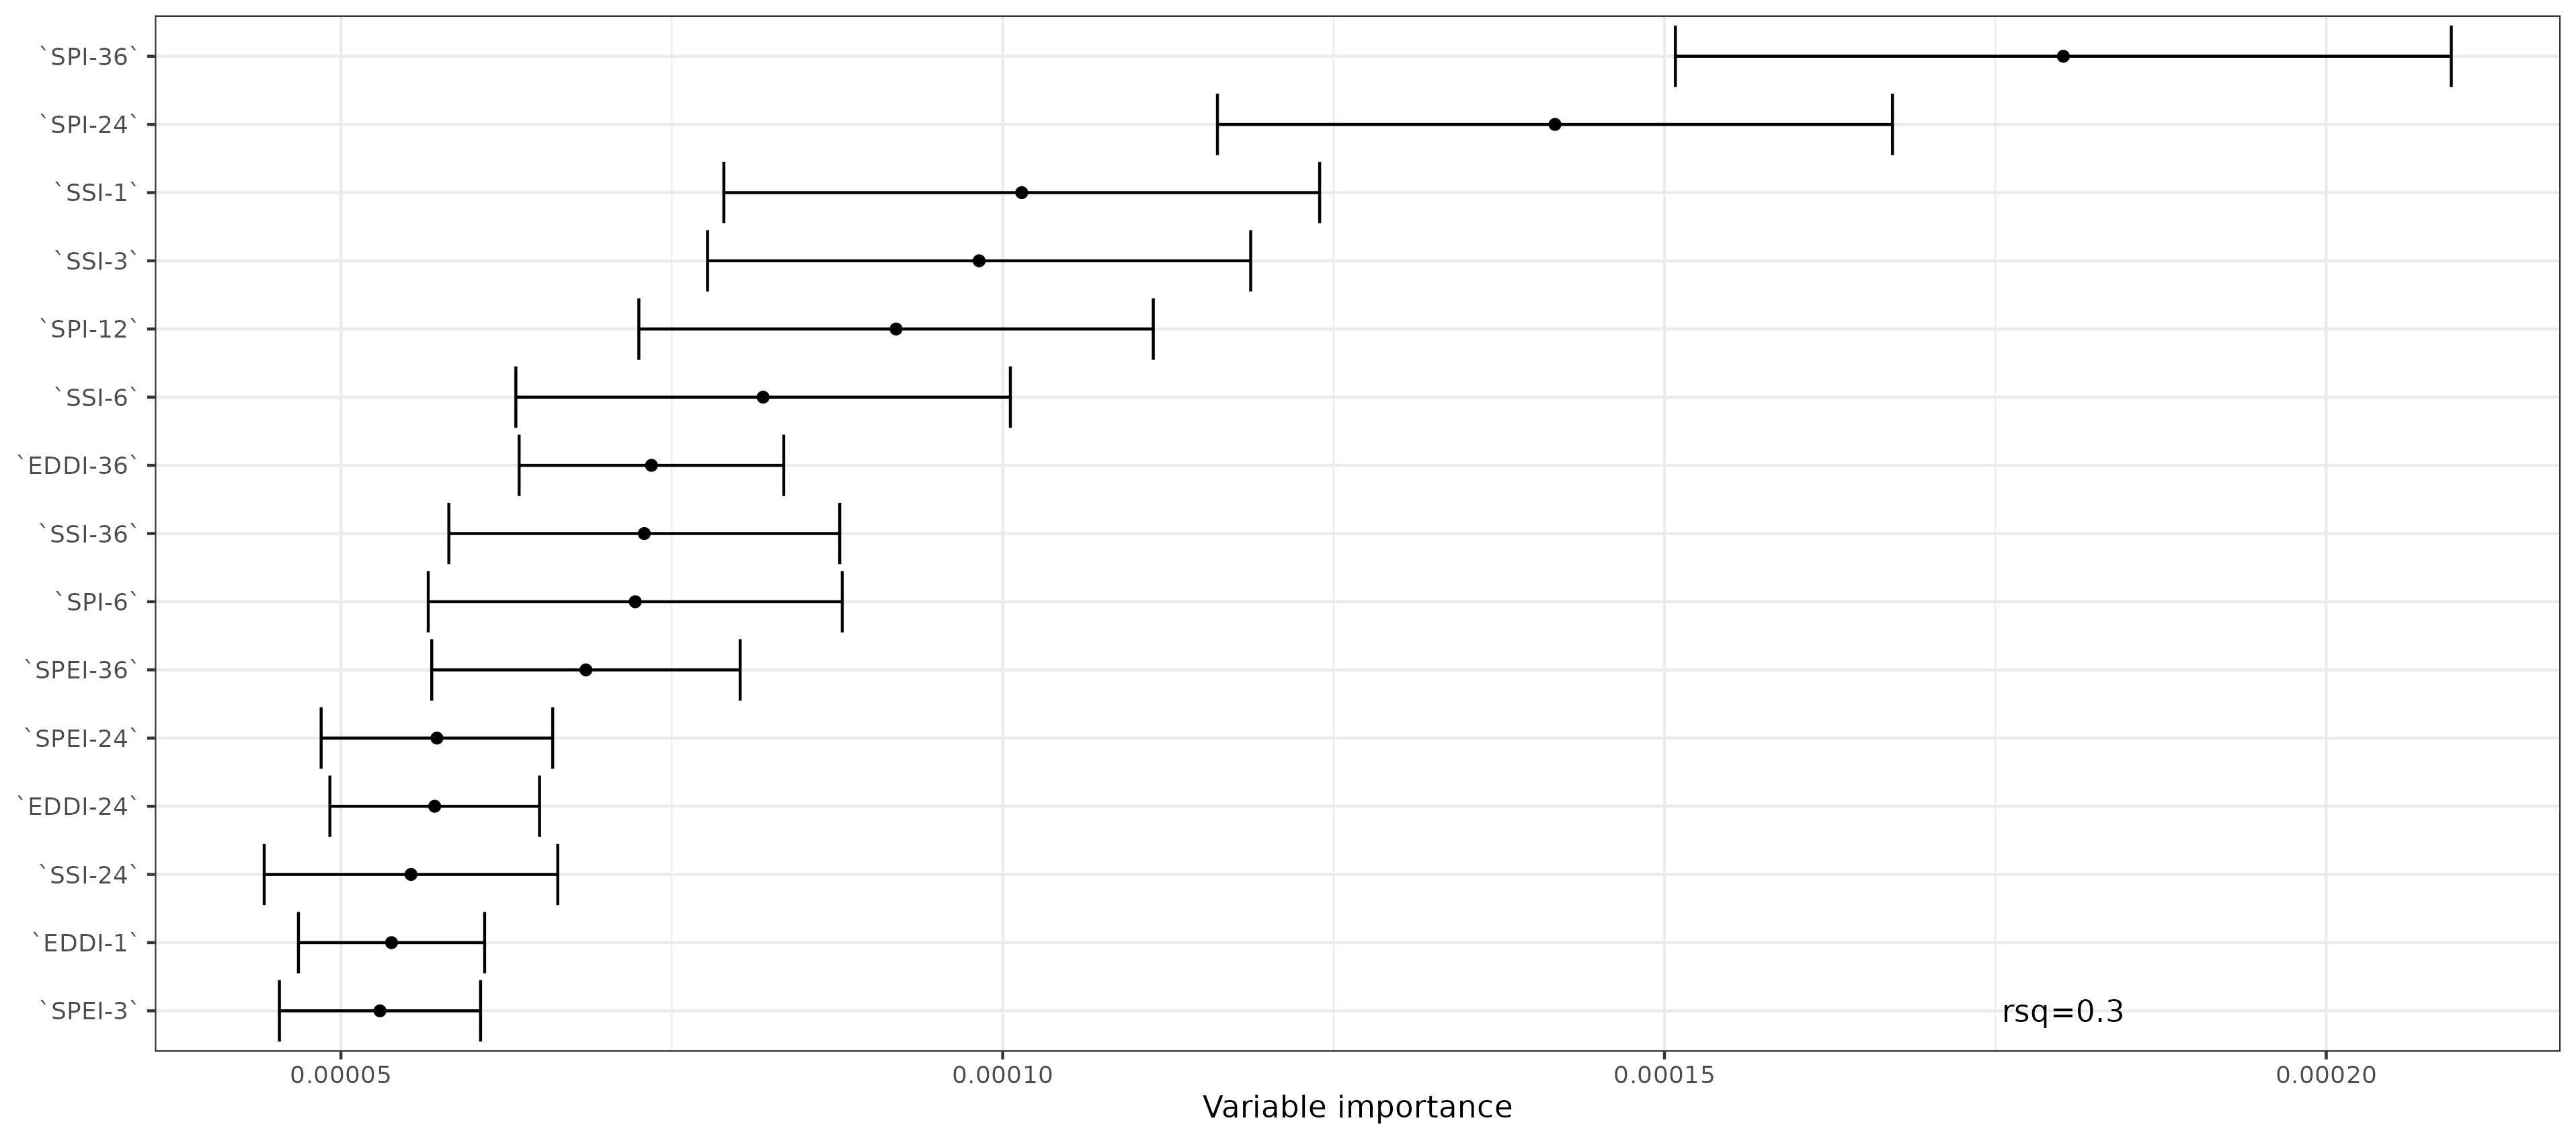 `SPI-36`
`SPI-24`
`SSI-1`
`SSI-3`
`SPI-12`
`SSI-6`
`EDDI-36`
`SSI-36`
`SPI-6`
`SPEI-36`
`SPEI-24`
`EDDI-24`
`SSI-24`
`EDDI-1`
`SPEI-3`
rsq=0.3
0.00005 0.00010 0.00015 0.00020
Variable importance